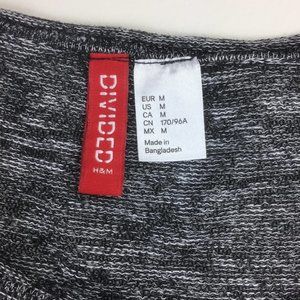 DIVIDED
H&M
EUR M
US M
CA M
CN 170/96A
MX M
Made in
Bangladesh